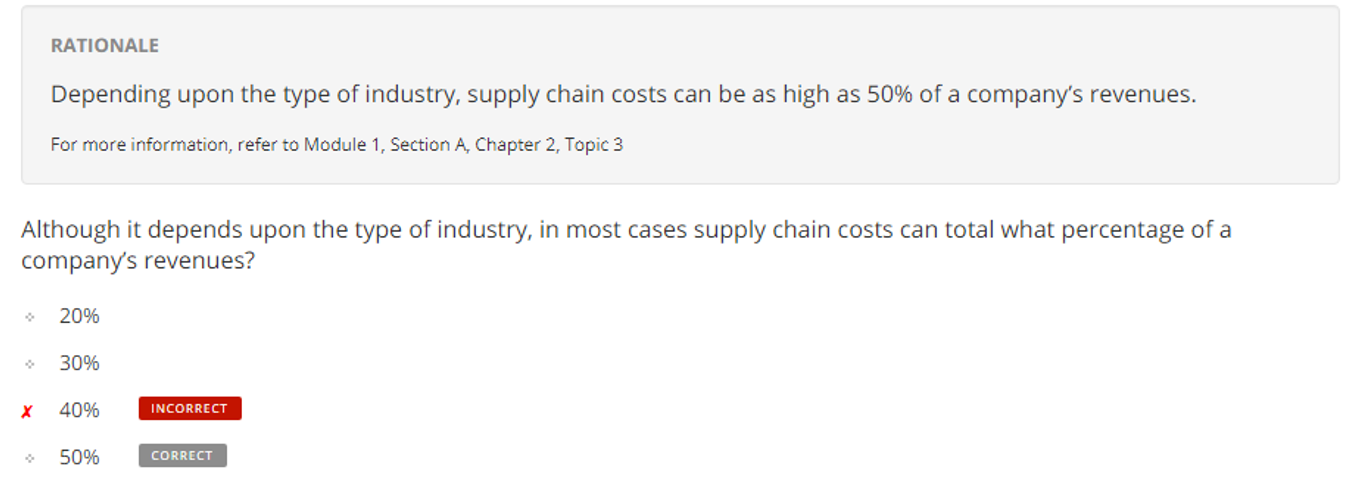 RATIONALE
Depending upon the type of industry, supply chain costs can be as high as 50% of a company's revenues.
For more information, refer to Module 1, Section A, Chapter 2, Topic 3
Although it depends upon the type of industry, in most cases supply chain costs can total what percentage of a
company's revenues?
20%
30%
✗ 40% INCORRECT
50% CORRECT